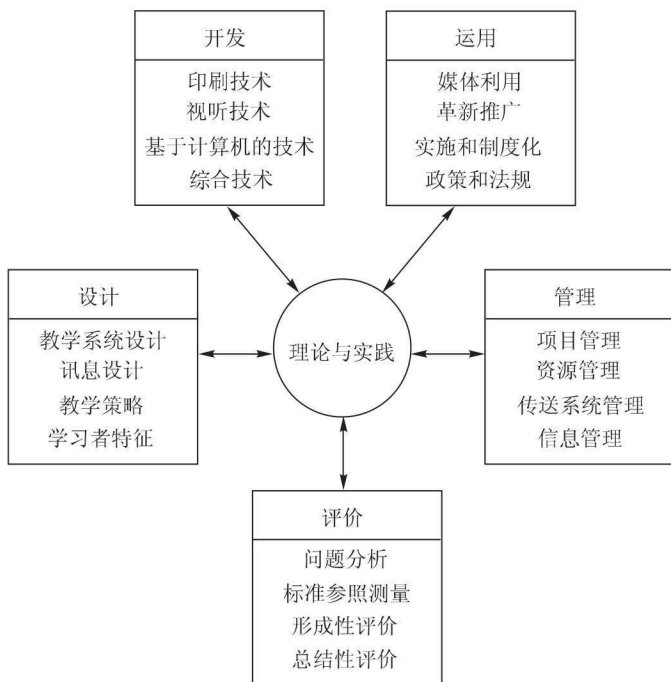 开发
印刷技术
视听技术
基于计算机的技术
综合技术
运用
媒体利用
革新推广
实施和制度化
政策和法规
设计
教学系统设计
讯息设计
教学策略
学习者特征
理论与实践
管理
项目管理
资源管理
传送系统管理
信息管理
评价
问题分析
标准参照测量
形成性评价
总结性评价